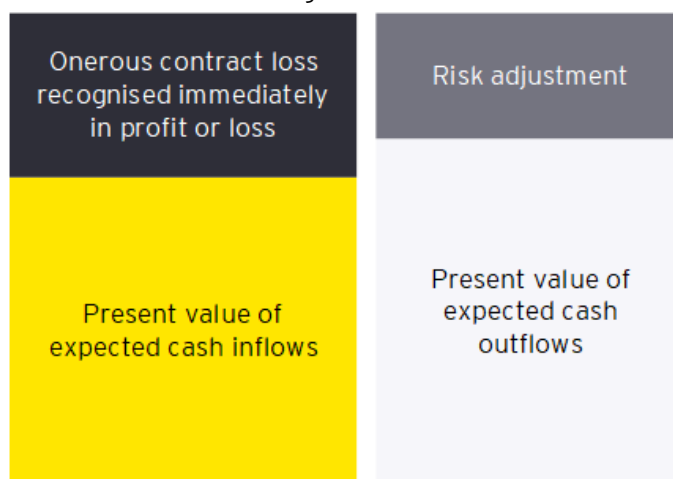 Onerous contract loss
recognised immediately
in profit or loss
Risk adjustment
Present value of
expected cash inflows
Present value of
expected cash
outflows